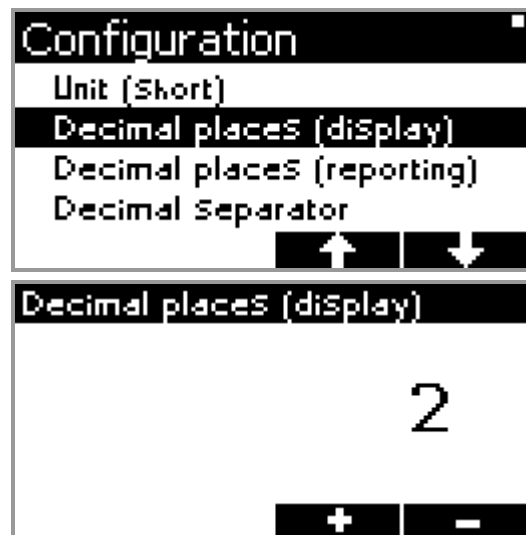 Configuration
Unit (Short)
Decimal places (display)
Decimal places (reporting)
Decimal Separator
Decimal places (display)
2
+ −